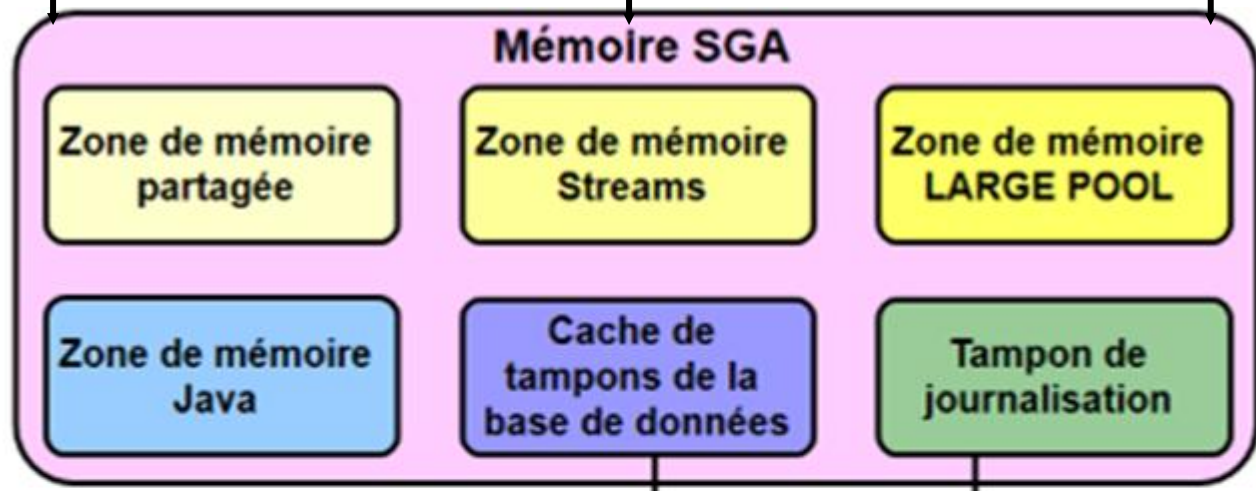 Mémoire SGA
Zone de mémoire
partagée
Zone de mémoire
Streams
Zone de mémoire
LARGE POOL
Zone de mémoire
Java
Cache de
tampons de la
base de données
Tampon de
journalisation